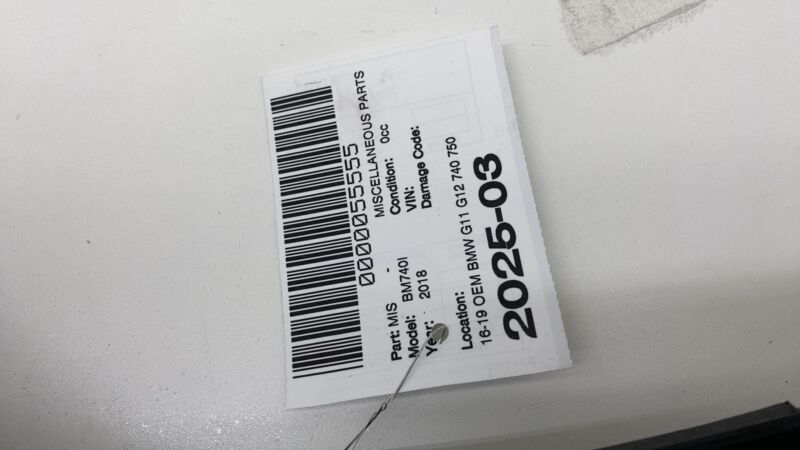 0000055555
MISCELLANEOUS PARTS
Part: MIS -
Condition: 0cc
Model: BM740I
VIN:
Year: 2018
Damage Code:
Location:
16-19 OEM BMW G11 G12 740 750
2025-03